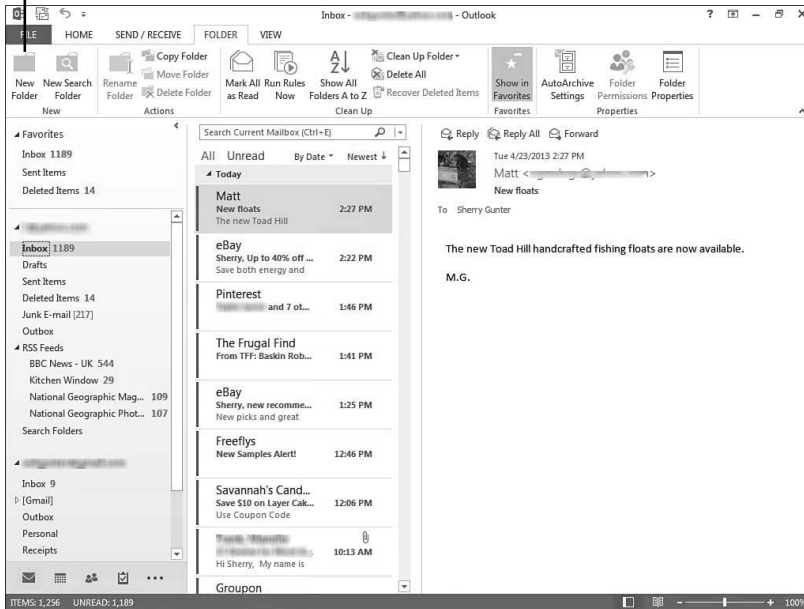 Inbox - - Outlook
FILE HOME SEND / RECEIVE FOLDER VIEW
New Folder
New Search Folder
New
Rename Folder
Copy Folder
Move Folder
Delete Folder
Actions
Mark All as Read
Run Rules Now
Show All Folders A to Z
Clean Up Folder
Delete All
Recover Deleted Items
Clean Up
Show in Favorites
Favorites
AutoArchive Settings
Folder Permissions
Folder Properties
Properties
Favorites
Inbox 1189
Sent Items
Deleted Items 14
Inbox 1189
Drafts
Sent Items
Deleted Items 14
Junk E-mail [217]
Outbox
RSS Feeds
BBC News - UK 544
Kitchen Window 29
National Geographic Mag... 109
National Geographic Phot... 107
Search Folders
Inbox 9
[Gmail]
Outbox
Personal
Receipts
Search Current Mailbox (Ctrl+E)
All Unread By Date Newest ↓
Today
Matt
New floats 2:27 PM
The new Toad Hill
eBay
Sherry, Up to 40% off ... 2:22 PM
Save both energy and
Pinterest
and 7 ot... 1:46 PM
The Frugal Find
From TFF: Baskin Rob... 1:41 PM
eBay
Sherry, new recomme... 1:25 PM
New picks and great
Freeflys
New Samples Alert! 12:46 PM
Savannah's Cand...
Save $10 on Layer Cak... 12:06 PM
Use Coupon Code
10:13 AM
Hi Sherry, My name is
Groupon
Reply Reply All Forward
Tue 4/23/2013 2:27 PM
Matt < >
New floats
To Sherry Gunter
The new Toad Hill handcrafted fishing floats are now available.
M.G.
ITEMS: 1,256 UNREAD: 1,189
100%